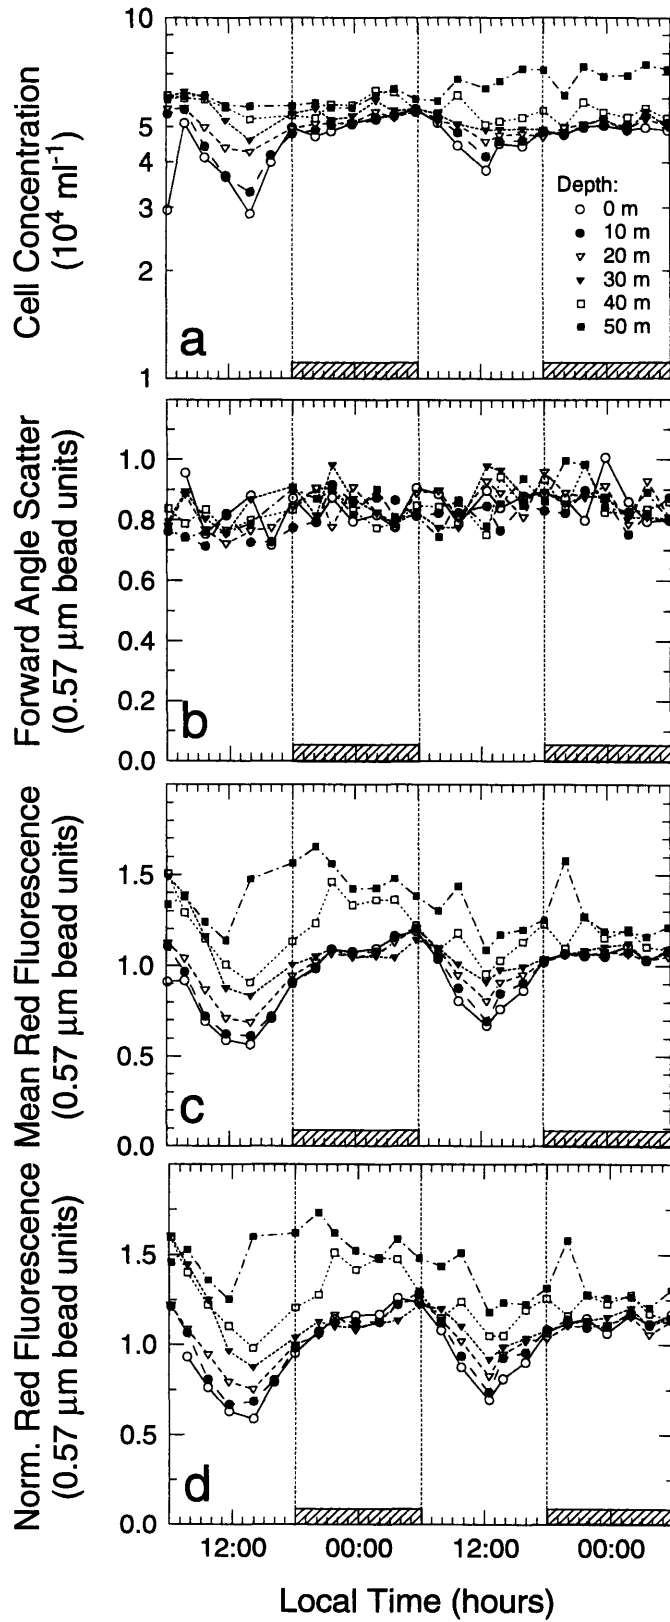 Cell Concentration
(10⁴ ml⁻¹)
10
7
5
4
3
2
1
Depth:
0 m
10 m
20 m
30 m
40 m
50 m
a
Forward Angle Scatter
(0.57 µm bead units)
1.0
0.8
0.6
0.4
0.2
0.0
b
Mean Red Fluorescence
(0.57 µm bead units)
1.5
1.0
0.5
0.0
c
Norm. Red Fluorescence
(0.57 µm bead units)
1.5
1.0
0.5
0.0
d
12:00 00:00 12:00 00:00
Local Time (hours)